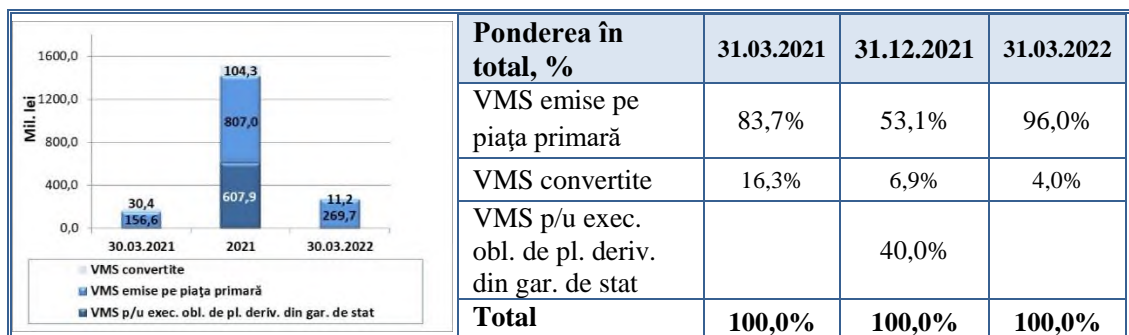 Mil. lei
1600,0
1200,0
800,0
400,0
0,0
30,4
156,6
104,3
807,0
607,9
11,2
269,7
30.03.2021 2021 30.03.2022
VMS convertite
VMS emise pe piața primară
VMS p/u exec. obl. de pl. deriv. din gar. de stat
Ponderea în
total, % 31.03.2021 31.12.2021 31.03.2022
VMS emise pe
piaţa primară 83,7% 53,1% 96,0%
VMS convertite 16,3% 6,9% 4,0%
VMS p/u exec.
obl. de pl. deriv. 40,0%
din gar. de stat
Total 100,0% 100,0% 100,0%